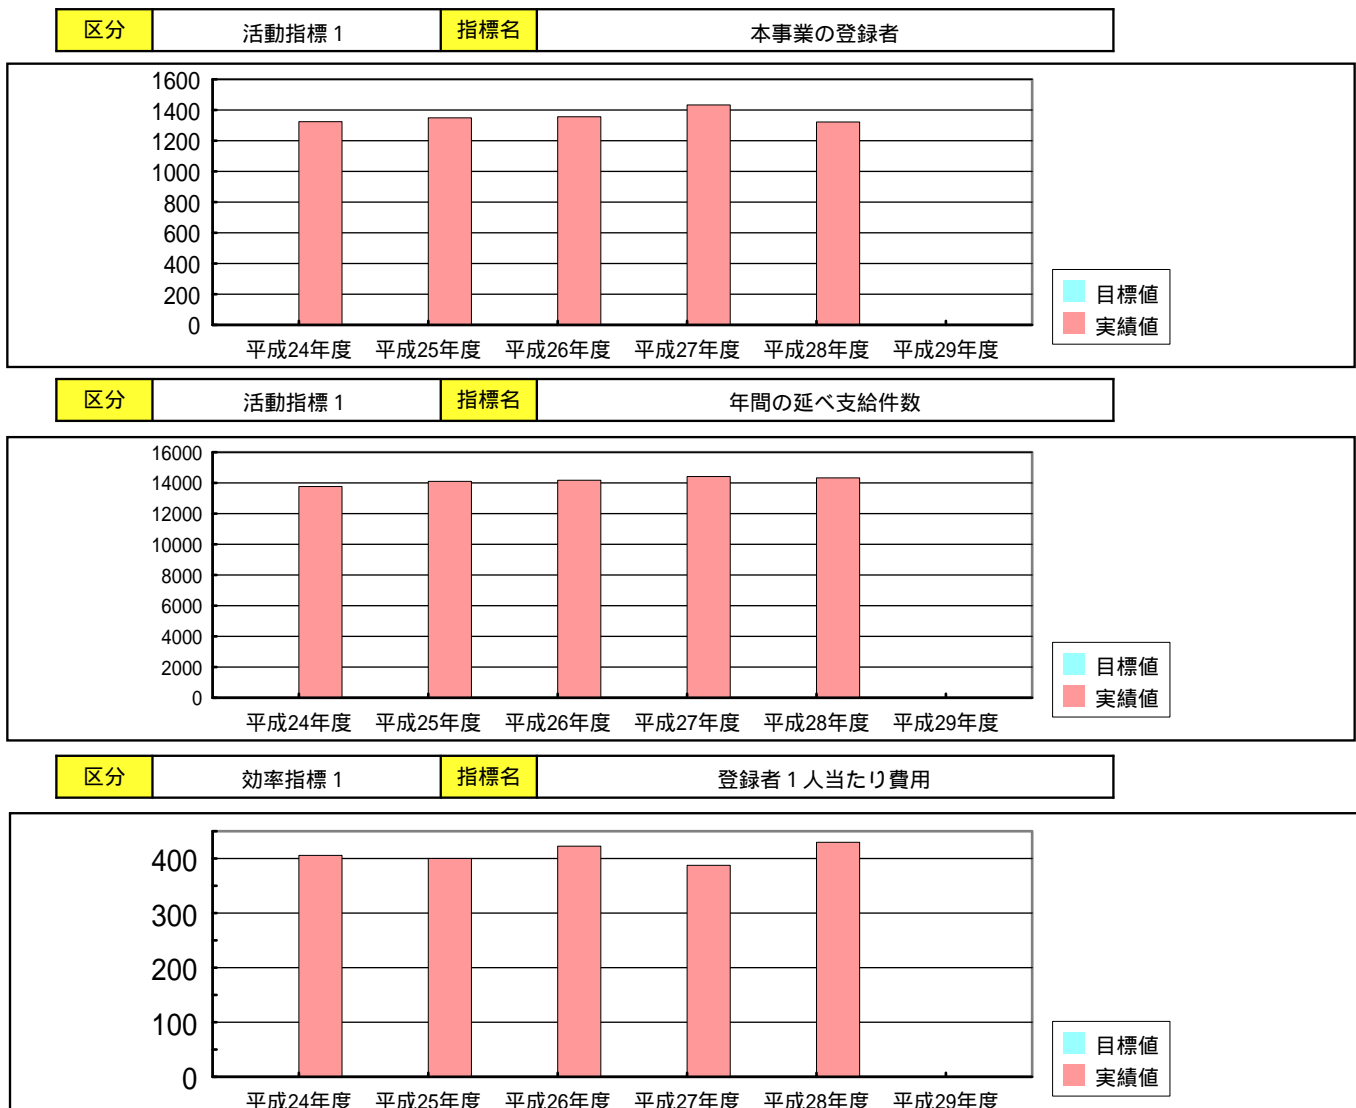 区分 活動指標１ 指標名 本事業の登録者
1600
1400
1200
1000
800
600
400
200
0
平成24年度 平成25年度 平成26年度 平成27年度 平成28年度 平成29年度
目標値
実績値
区分 活動指標１ 指標名 年間の延べ支給件数
16000
14000
12000
10000
8000
6000
4000
2000
0
平成24年度 平成25年度 平成26年度 平成27年度 平成28年度 平成29年度
目標値
実績値
区分 効率指標１ 指標名 登録者１人当たり費用
400
300
200
100
0
平成24年度 平成25年度 平成26年度 平成27年度 平成28年度 平成29年度
目標値
実績値